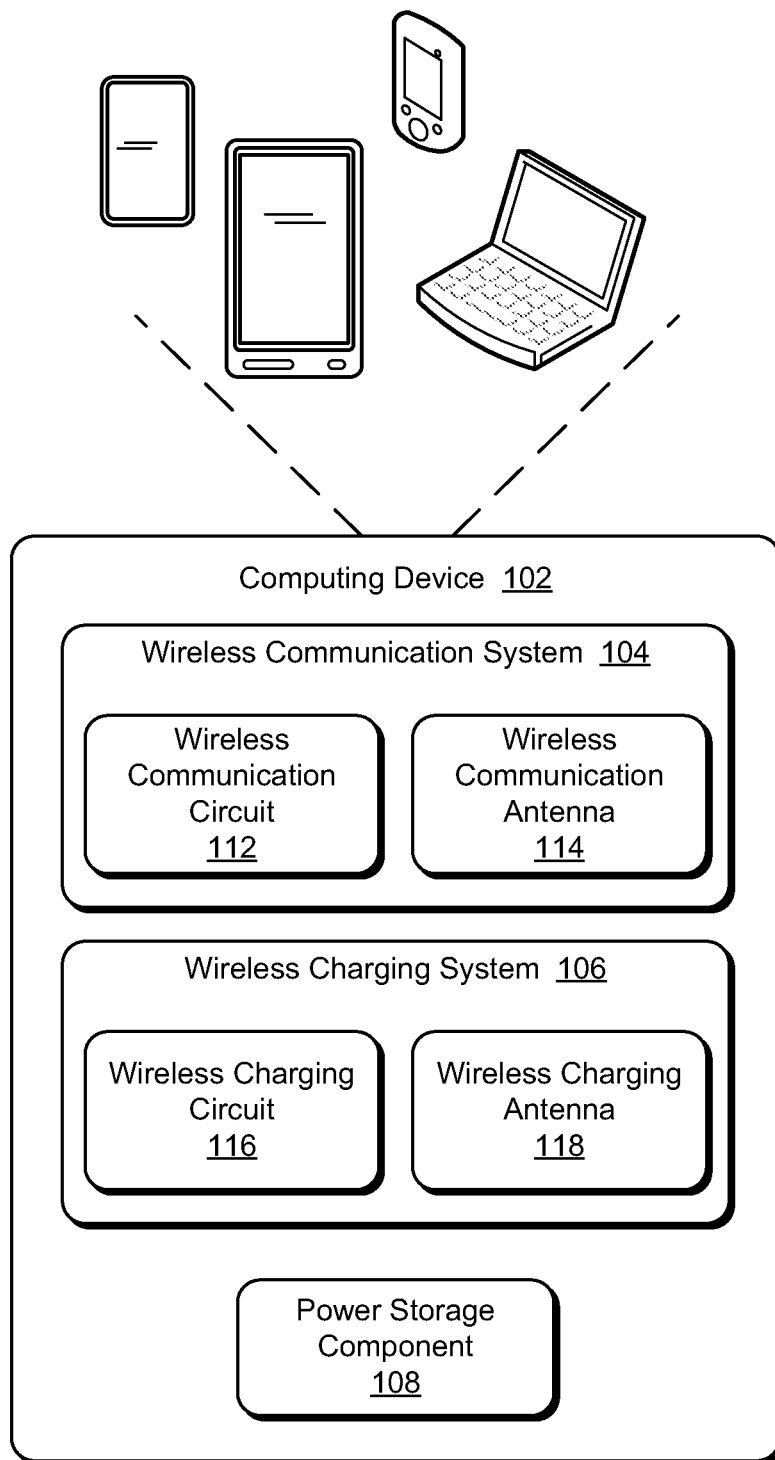 Computing Device 102
Wireless Communication System 104
Wireless
Communication
Circuit
112
Wireless
Communication
Antenna
114
Wireless Charging System 106
Wireless Charging
Circuit
116
Wireless Charging
Antenna
118
Power Storage
Component
108